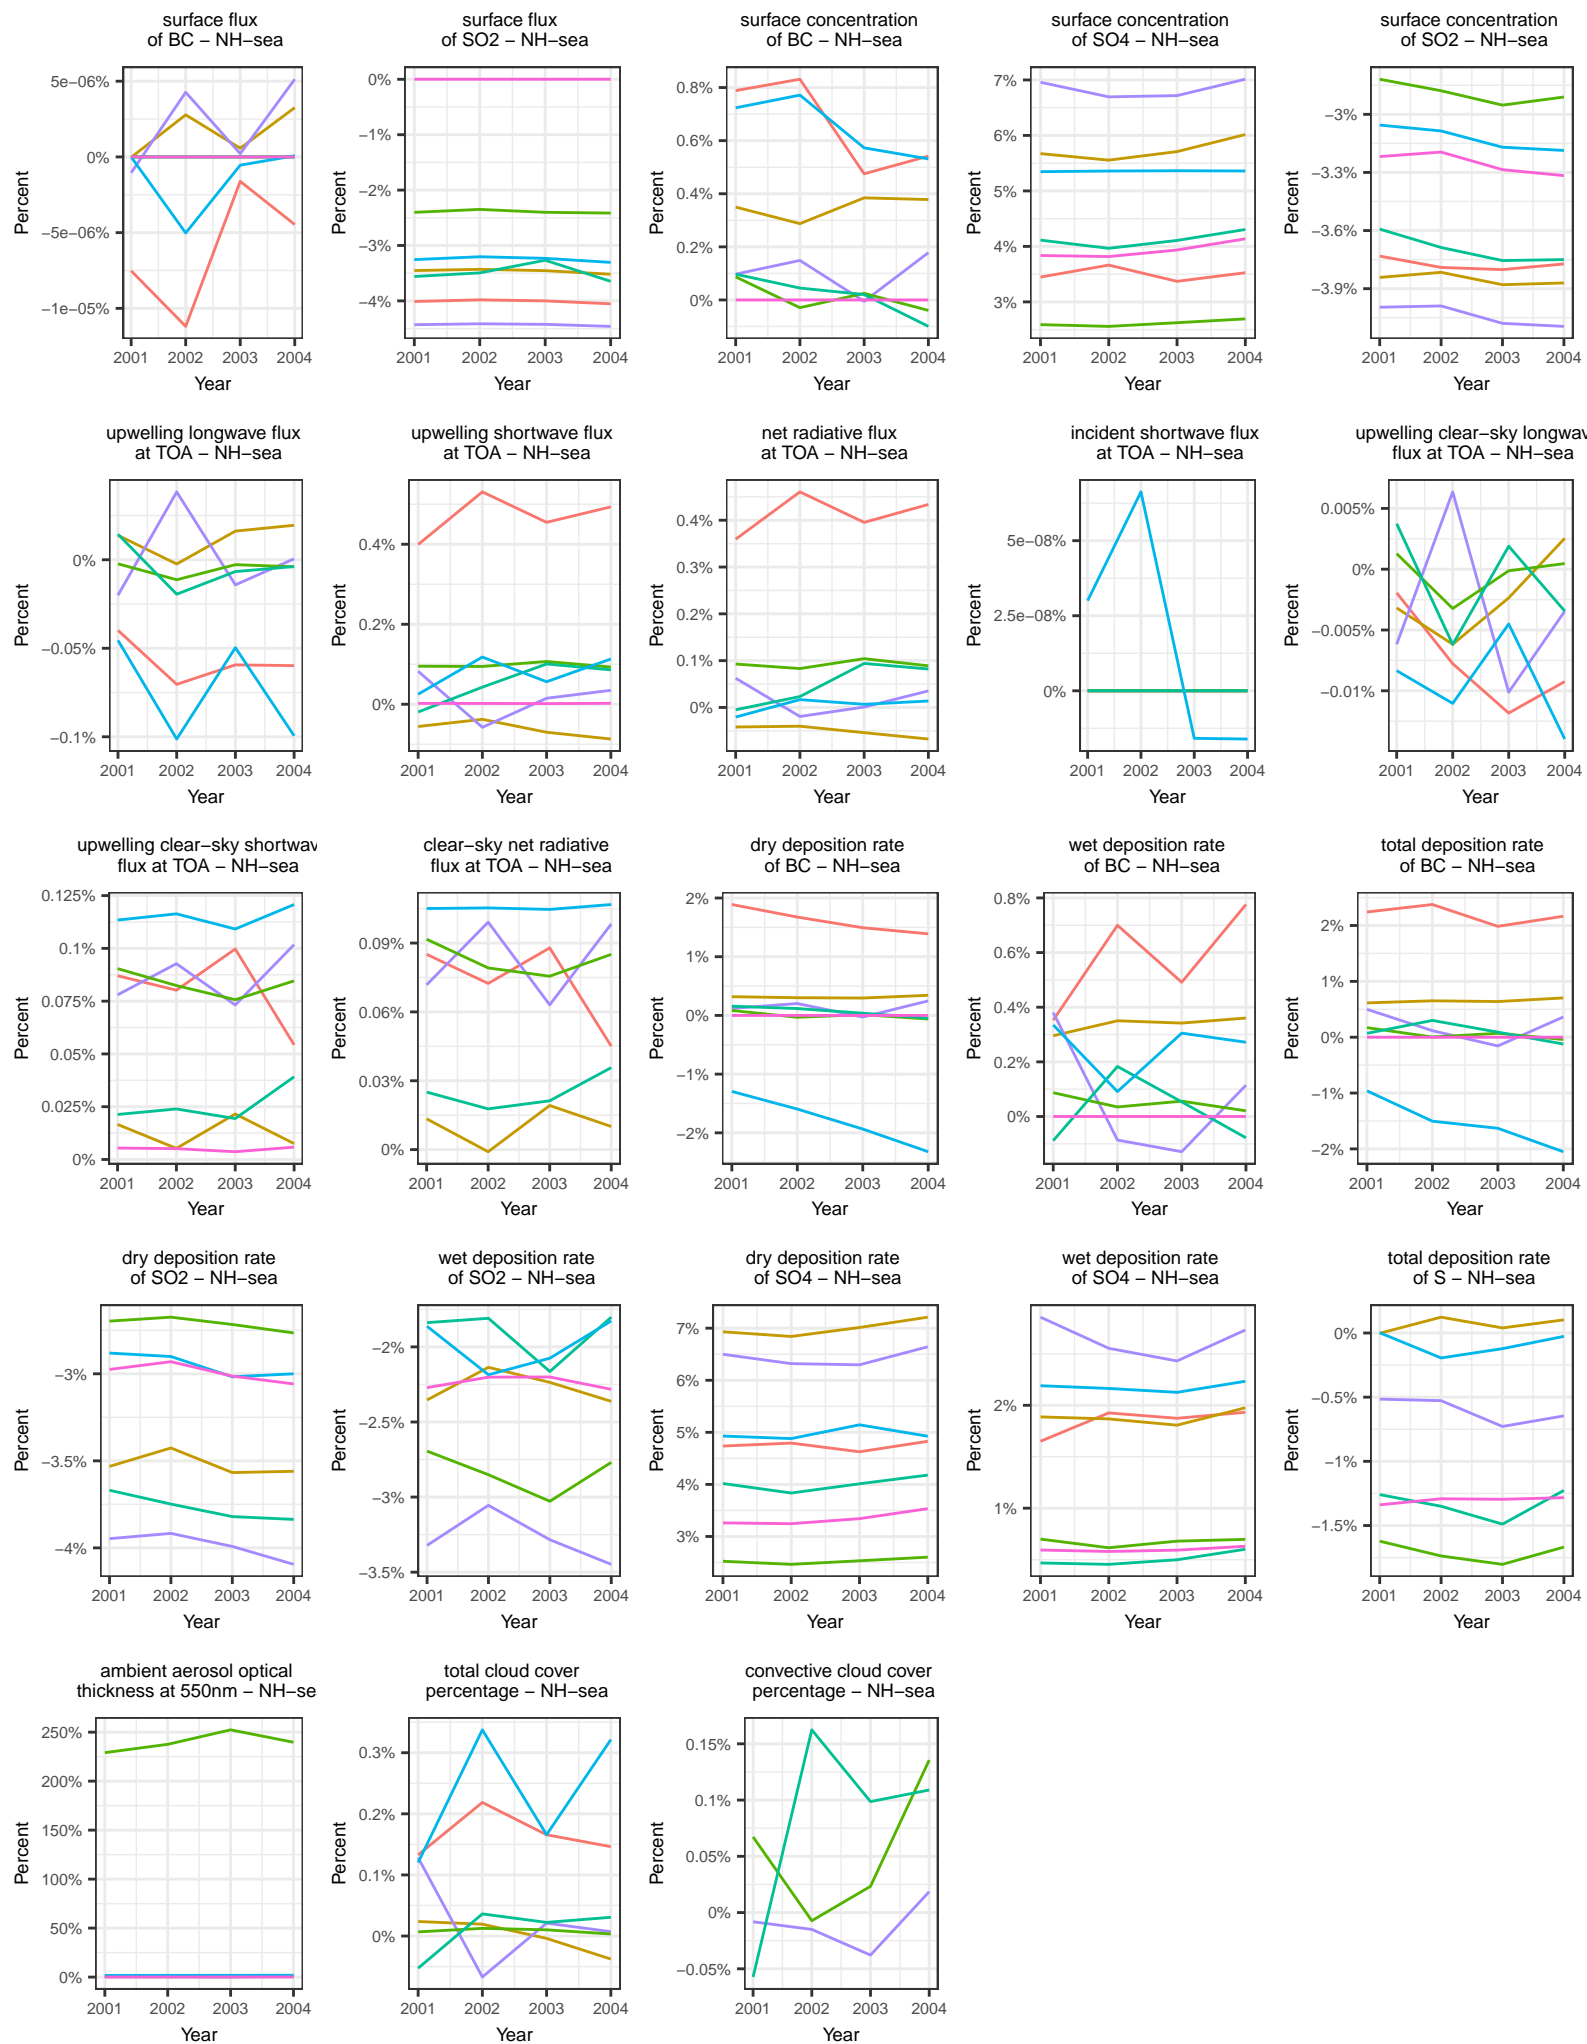 surface flux
of BC − NH−sea
5e−06%
0%
−5e−06%
−1e−05%
Percent
2001 2002 2003 2004
Year
surface flux
of SO2 − NH−sea
0%
−1%
−2%
−3%
−4%
Percent
2001 2002 2003 2004
Year
surface concentration
of BC − NH−sea
0.8%
0.6%
0.4%
0.2%
0%
Percent
2001 2002 2003 2004
Year
surface concentration
of SO4 − NH−sea
7%
6%
5%
4%
3%
Percent
2001 2002 2003 2004
Year
surface concentration
of SO2 − NH−sea
−3%
−3.3%
−3.6%
−3.9%
Percent
2001 2002 2003 2004
Year
upwelling longwave flux
at TOA − NH−sea
0%
−0.05%
−0.1%
Percent
2001 2002 2003 2004
Year
upwelling shortwave flux
at TOA − NH−sea
0.4%
0.2%
0%
Percent
2001 2002 2003 2004
Year
net radiative flux
at TOA − NH−sea
0.4%
0.3%
0.2%
0.1%
0%
Percent
2001 2002 2003 2004
Year
incident shortwave flux
at TOA − NH−sea
5e−08%
2.5e−08%
0%
Percent
2001 2002 2003 2004
Year
upwelling clear−sky longwav
flux at TOA − NH−sea
0.005%
0%
−0.005%
−0.01%
Percent
2001 2002 2003 2004
Year
upwelling clear−sky shortwav
flux at TOA − NH−sea
0.125%
0.1%
0.075%
0.05%
0.025%
0%
Percent
2001 2002 2003 2004
Year
clear−sky net radiative
flux at TOA − NH−sea
0.09%
0.06%
0.03%
0%
Percent
2001 2002 2003 2004
Year
dry deposition rate
of BC − NH−sea
2%
1%
0%
−1%
−2%
Percent
2001 2002 2003 2004
Year
wet deposition rate
of BC − NH−sea
0.8%
0.6%
0.4%
0.2%
0%
Percent
2001 2002 2003 2004
Year
total deposition rate
of BC − NH−sea
2%
1%
0%
−1%
−2%
Percent
2001 2002 2003 2004
Year
dry deposition rate
of SO2 − NH−sea
−3%
−3.5%
−4%
Percent
2001 2002 2003 2004
Year
wet deposition rate
of SO2 − NH−sea
−2%
−2.5%
−3%
−3.5%
Percent
2001 2002 2003 2004
Year
dry deposition rate
of SO4 − NH−sea
7%
6%
5%
4%
3%
Percent
2001 2002 2003 2004
Year
wet deposition rate
of SO4 − NH−sea
2%
1%
Percent
2001 2002 2003 2004
Year
total deposition rate
of S − NH−sea
0%
−0.5%
−1%
−1.5%
Percent
2001 2002 2003 2004
Year
ambient aerosol optical
thickness at 550nm − NH−se
250%
200%
150%
100%
50%
0%
Percent
2001 2002 2003 2004
Year
total cloud cover
percentage − NH−sea
0.3%
0.2%
0.1%
0%
Percent
2001 2002 2003 2004
Year
convective cloud cover
percentage − NH−sea
0.15%
0.1%
0.05%
0%
−0.05%
Percent
2001 2002 2003 2004
Year